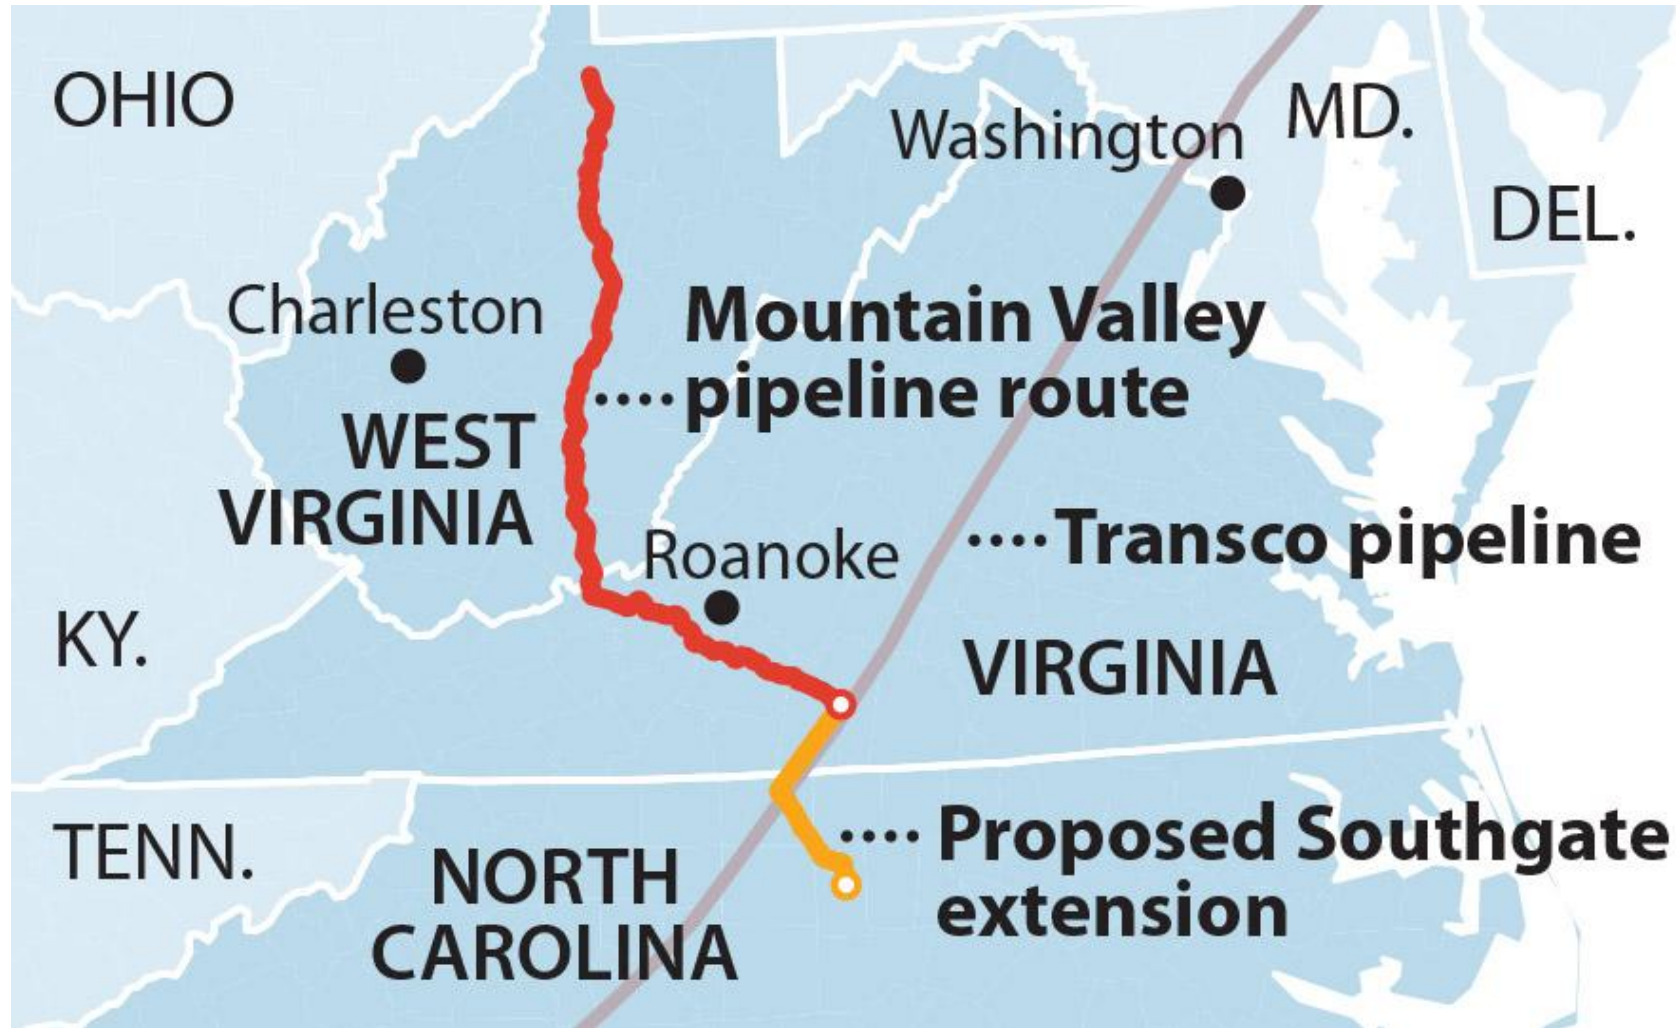 OHIO
MD.
Washington
DEL.
Charleston
Mountain Valley
pipeline route
WEST
VIRGINIA
Transco pipeline
Roanoke
KY.
VIRGINIA
TENN.
Proposed Southgate
extension
NORTH
CAROLINA